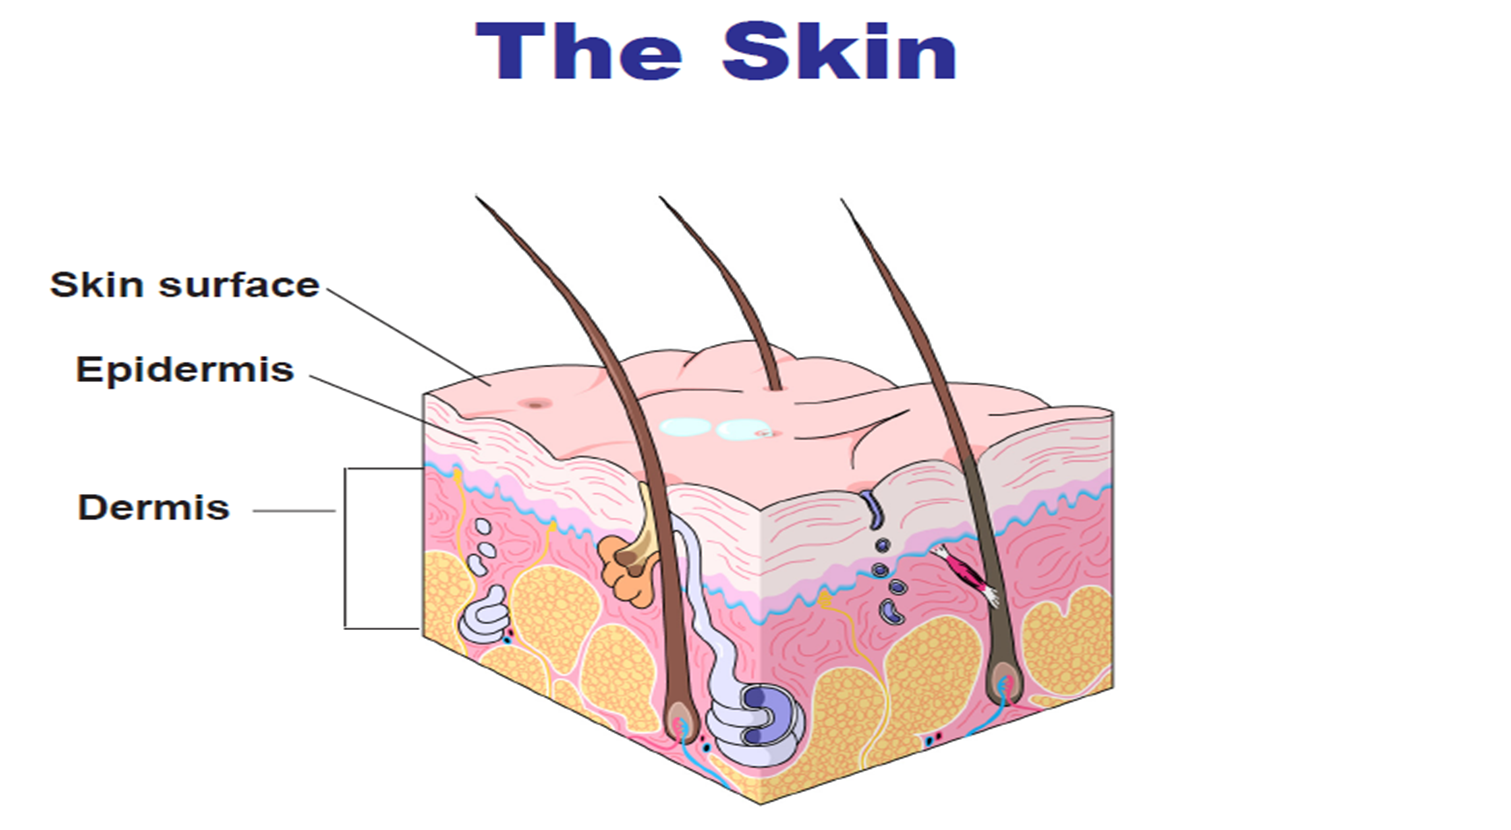 The Skin
Skin surface
Epidermis
Dermis